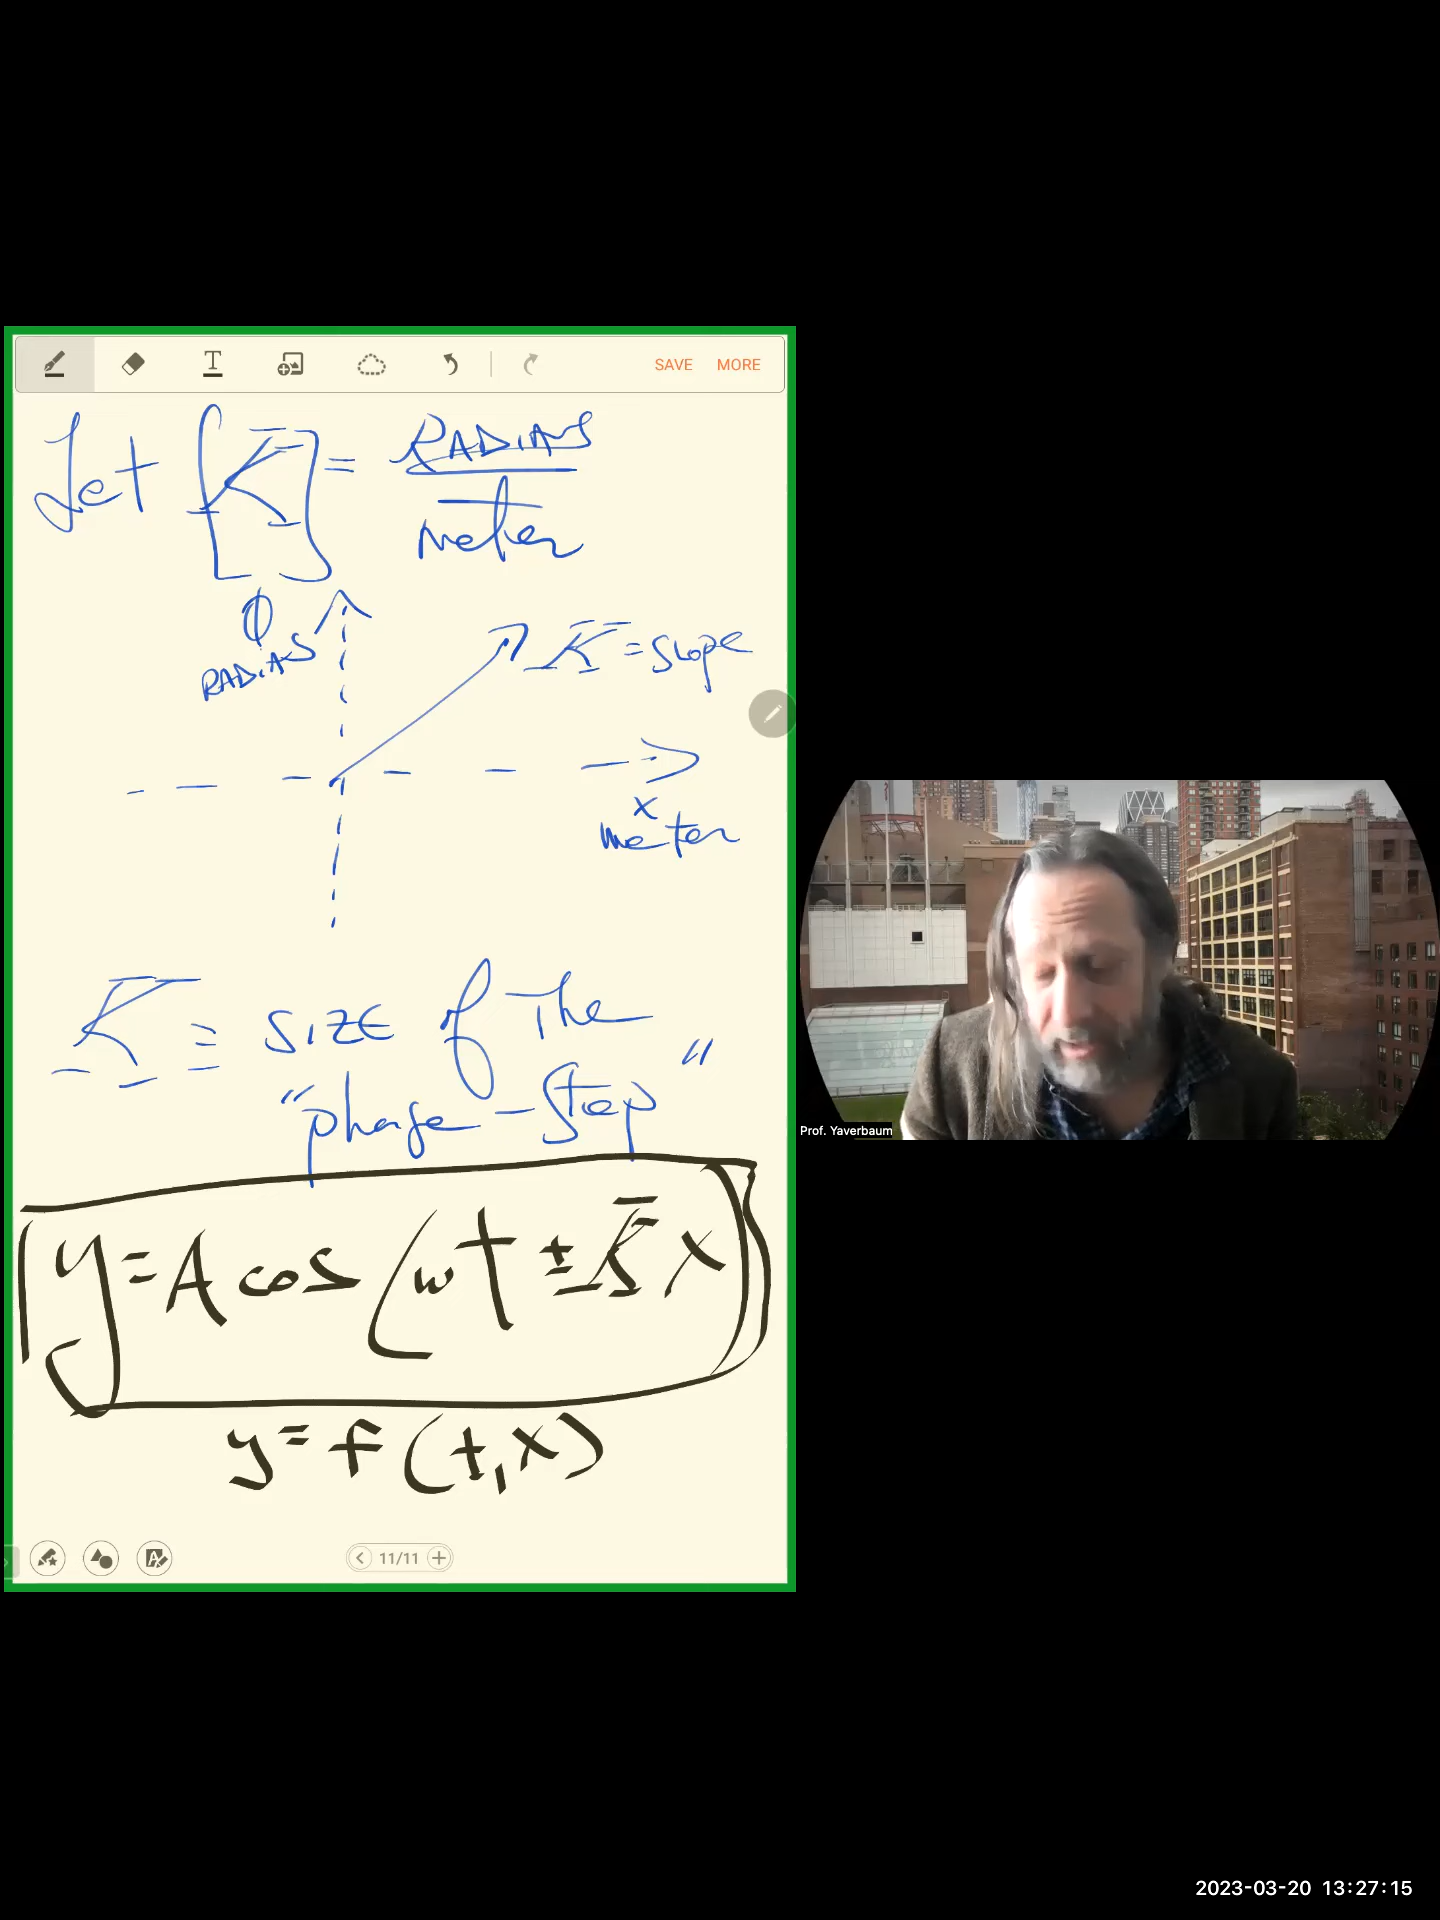 SAVE MORE
Let [K] = RADIANS
meter
φ
RADIANS
K = slope
x
meter
K ≡ SIZE of The
"phase-Step"
y = A cos (ωt ± Kx)
y = f(t,x)
11/11
Prof. Yaverbaum
2023-03-20 13:27:15